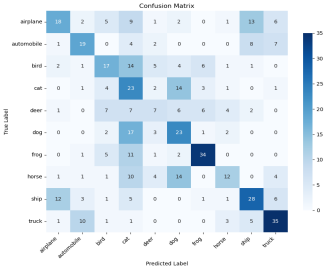 Confusion Matrix
airplane 18 2 5 9 1 2 0 1 13 6
automobile 1 19 0 4 2 0 0 0 8 7
bird 2 1 17 14 5 4 6 1 1 0
cat 0 1 4 23 2 14 3 1 0 1
deer 1 0 7 7 7 6 6 4 2 0
dog 0 0 2 17 3 23 1 2 0 0
frog 0 1 5 11 1 2 34 0 0 0
horse 1 1 1 10 4 14 0 12 0 4
ship 12 3 1 5 0 0 1 1 28 6
truck 1 10 1 1 0 0 1 3 5 35
True Label
airplane automobile bird cat deer dog frog horse ship truck
Predicted Label
35
30
25
20
15
10
5
0